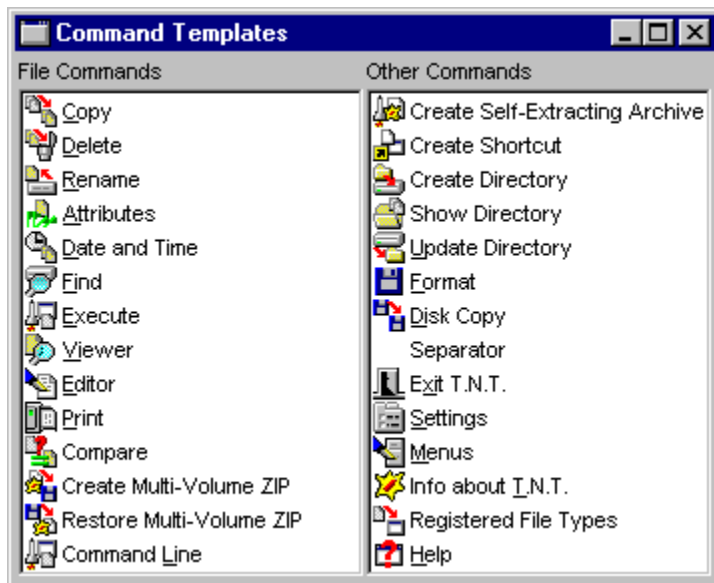 Command Templates
File Commands
Copy
Delete
Rename
Attributes
Date and Time
Find
Execute
Viewer
Editor
Print
Compare
Create Multi-Volume ZIP
Restore Multi-Volume ZIP
Command Line
Other Commands
Create Self-Extracting Archive
Create Shortcut
Create Directory
Show Directory
Update Directory
Format
Disk Copy
Separator
Exit T.N.T.
Settings
Menus
Info about T.N.T.
Registered File Types
Help